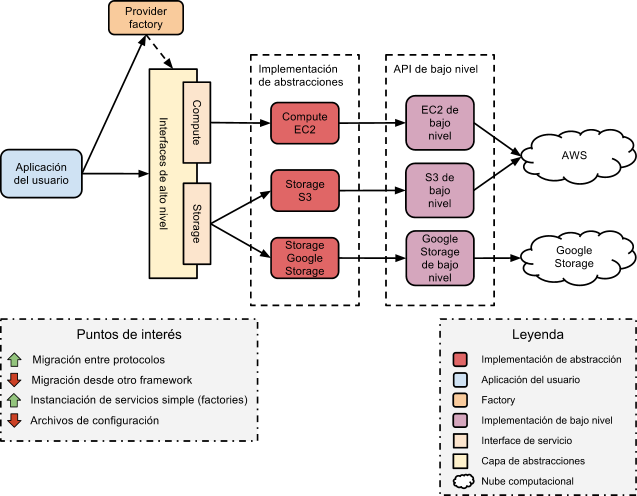 Provider
factory
Aplicación
del usuario
Interfaces de alto nivel
Compute
Storage
Implementación
de abstracciones
Compute
EC2
Storage
S3
Storage
Google
Storage
API de bajo nivel
EC2 de
bajo
nivel
S3 de
bajo
nivel
Google
Storage
de bajo
nivel
AWS
Google
Storage
Puntos de interés
Migración entre protocolos
Migración desde otro framework
Instanciación de servicios simple (factories)
Archivos de configuración
Leyenda
Implementación de abstracción
Aplicación del usuario
Factory
Implementación de bajo nivel
Interface de servicio
Capa de abstracciones
Nube computacional